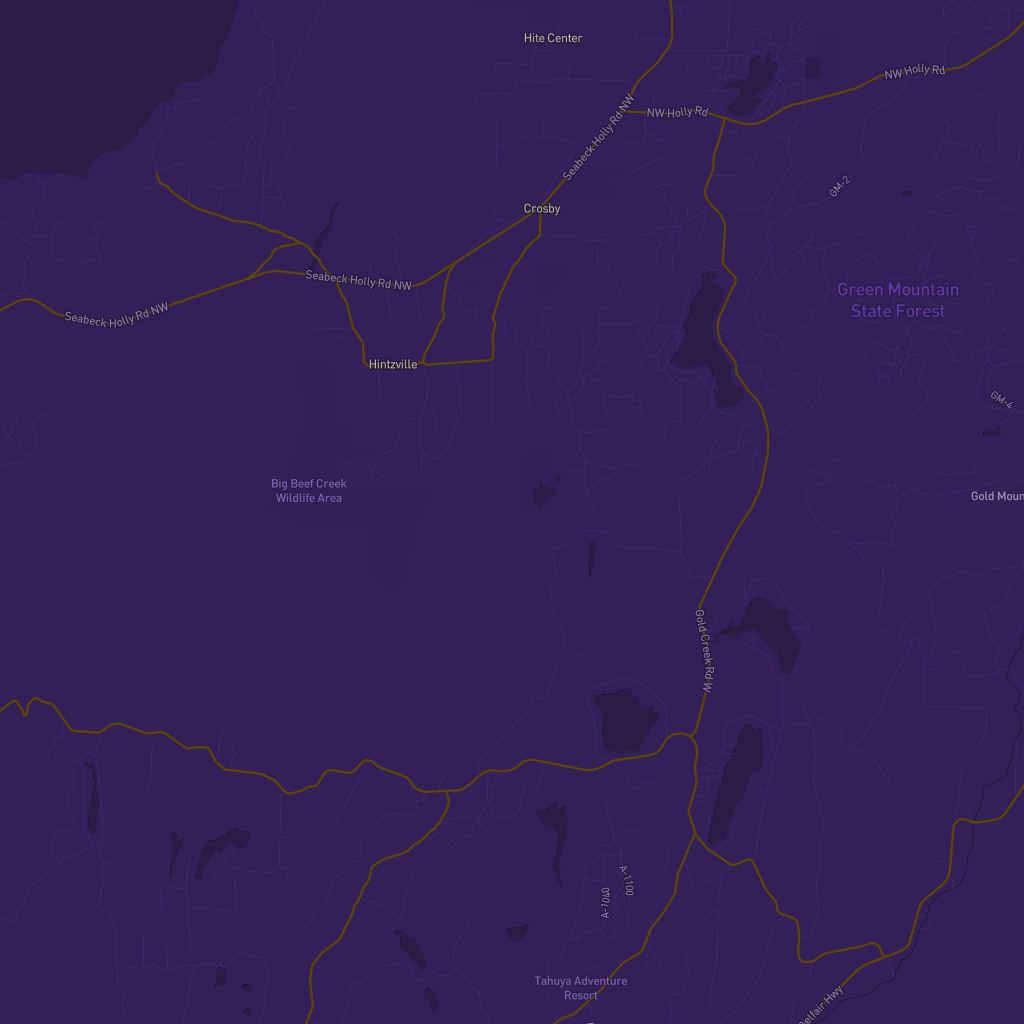 Hite Center
NW Holly Rd
NW Holly Rd
Seabeck Holly Rd NW
GM-2
Crosby
Seabeck Holly Rd NW
Green Mountain
State Forest
Seabeck Holly Rd NW
Hintzville
GM-4
Big Beef Creek
Wildlife Area
Gold Moun
Gold Creek Rd W
A-1100
A-1040
Tahuya Adventure
Resort
Belfair Hwy